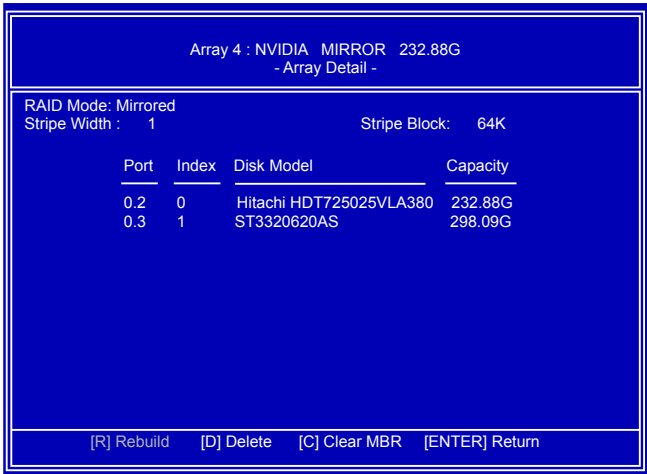 Array 4 : NVIDIA MIRROR 232.88G
- Array Detail -
RAID Mode: Mirrored
Stripe Width : 1 Stripe Block: 64K
Port Index Disk Model Capacity
0.2 0 Hitachi HDT725025VLA380 232.88G
0.3 1 ST3320620AS 298.09G
[R] Rebuild [D] Delete [C] Clear MBR [ENTER] Return